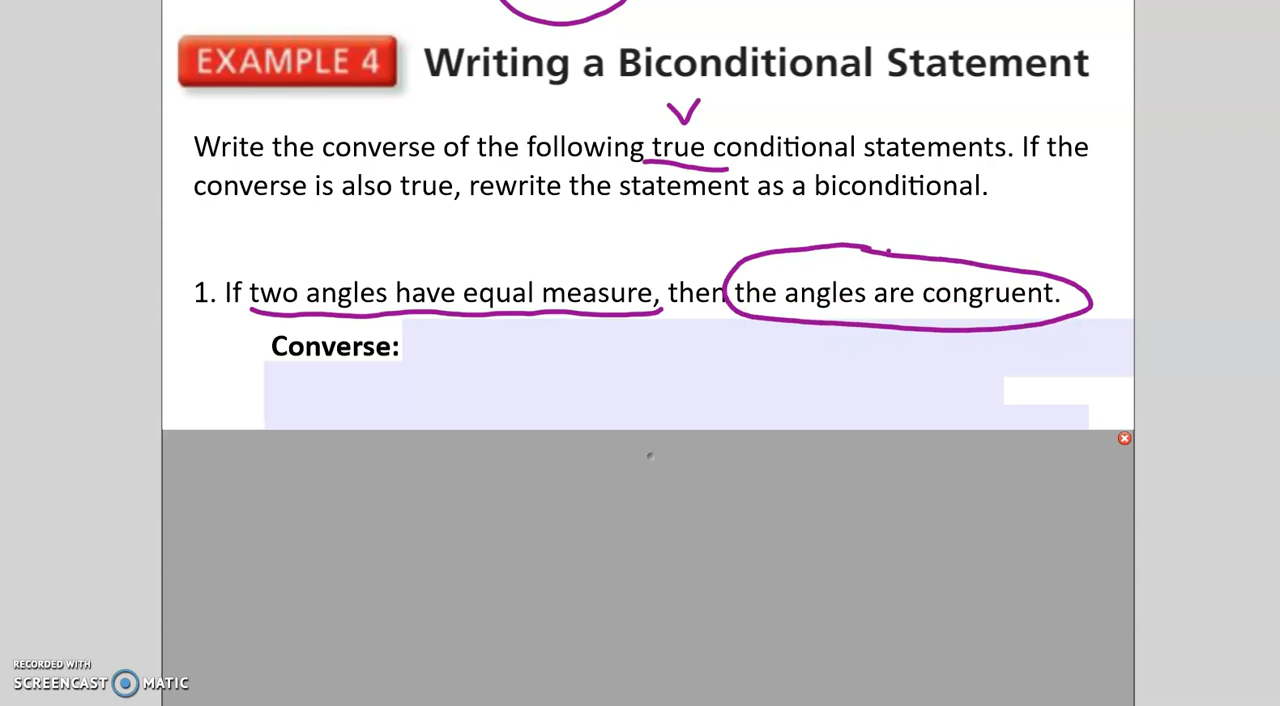 EXAMPLE 4 Writing a Biconditional Statement
Write the converse of the following true conditional statements. If the
converse is also true, rewrite the statement as a biconditional.
1. If two angles have equal measure, then the angles are congruent.
Converse:
RECORDED WITH
SCREENCAST MATIC